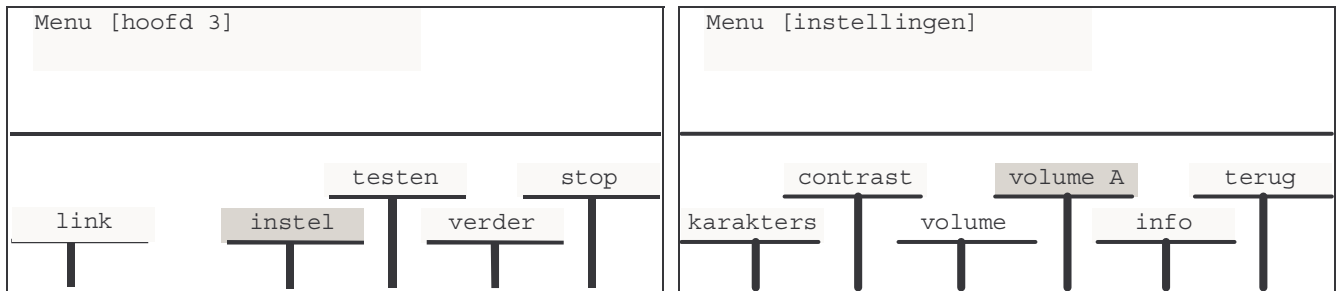 Menu [hoofd 3]
testen stop
link instel verder
Menu [instellingen]
contrast volume A terug
karakters volume info